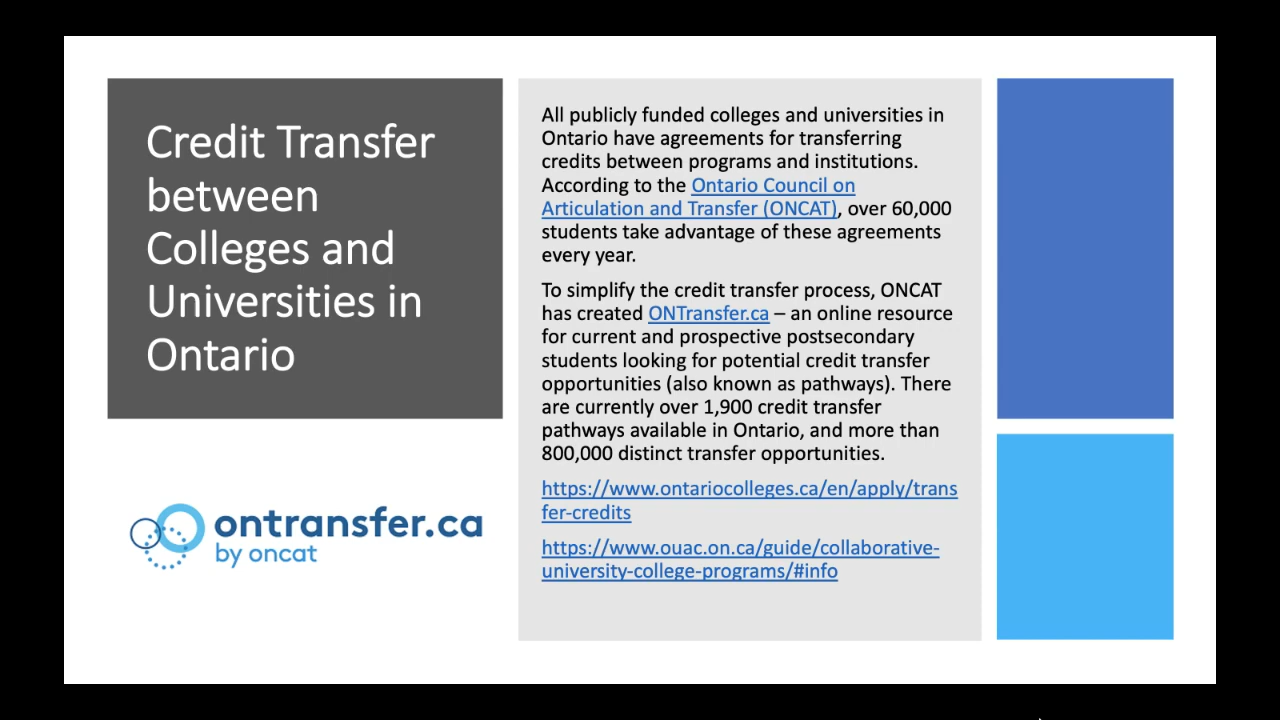 Credit Transfer
between
Colleges and
Universities in
Ontario
All publicly funded colleges and universities in
Ontario have agreements for transferring
credits between programs and institutions.
According to the Ontario Council on
Articulation and Transfer (ONCAT), over 60,000
students take advantage of these agreements
every year.
To simplify the credit transfer process, ONCAT
has created ONTransfer.ca – an online resource
for current and prospective postsecondary
students looking for potential credit transfer
opportunities (also known as pathways). There
are currently over 1,900 credit transfer
pathways available in Ontario, and more than
800,000 distinct transfer opportunities.
https://www.ontariocolleges.ca/en/apply/trans
fer-credits
https://www.ouac.on.ca/guide/collaborative-
university-college-programs/#info
ontransfer.ca
by oncat